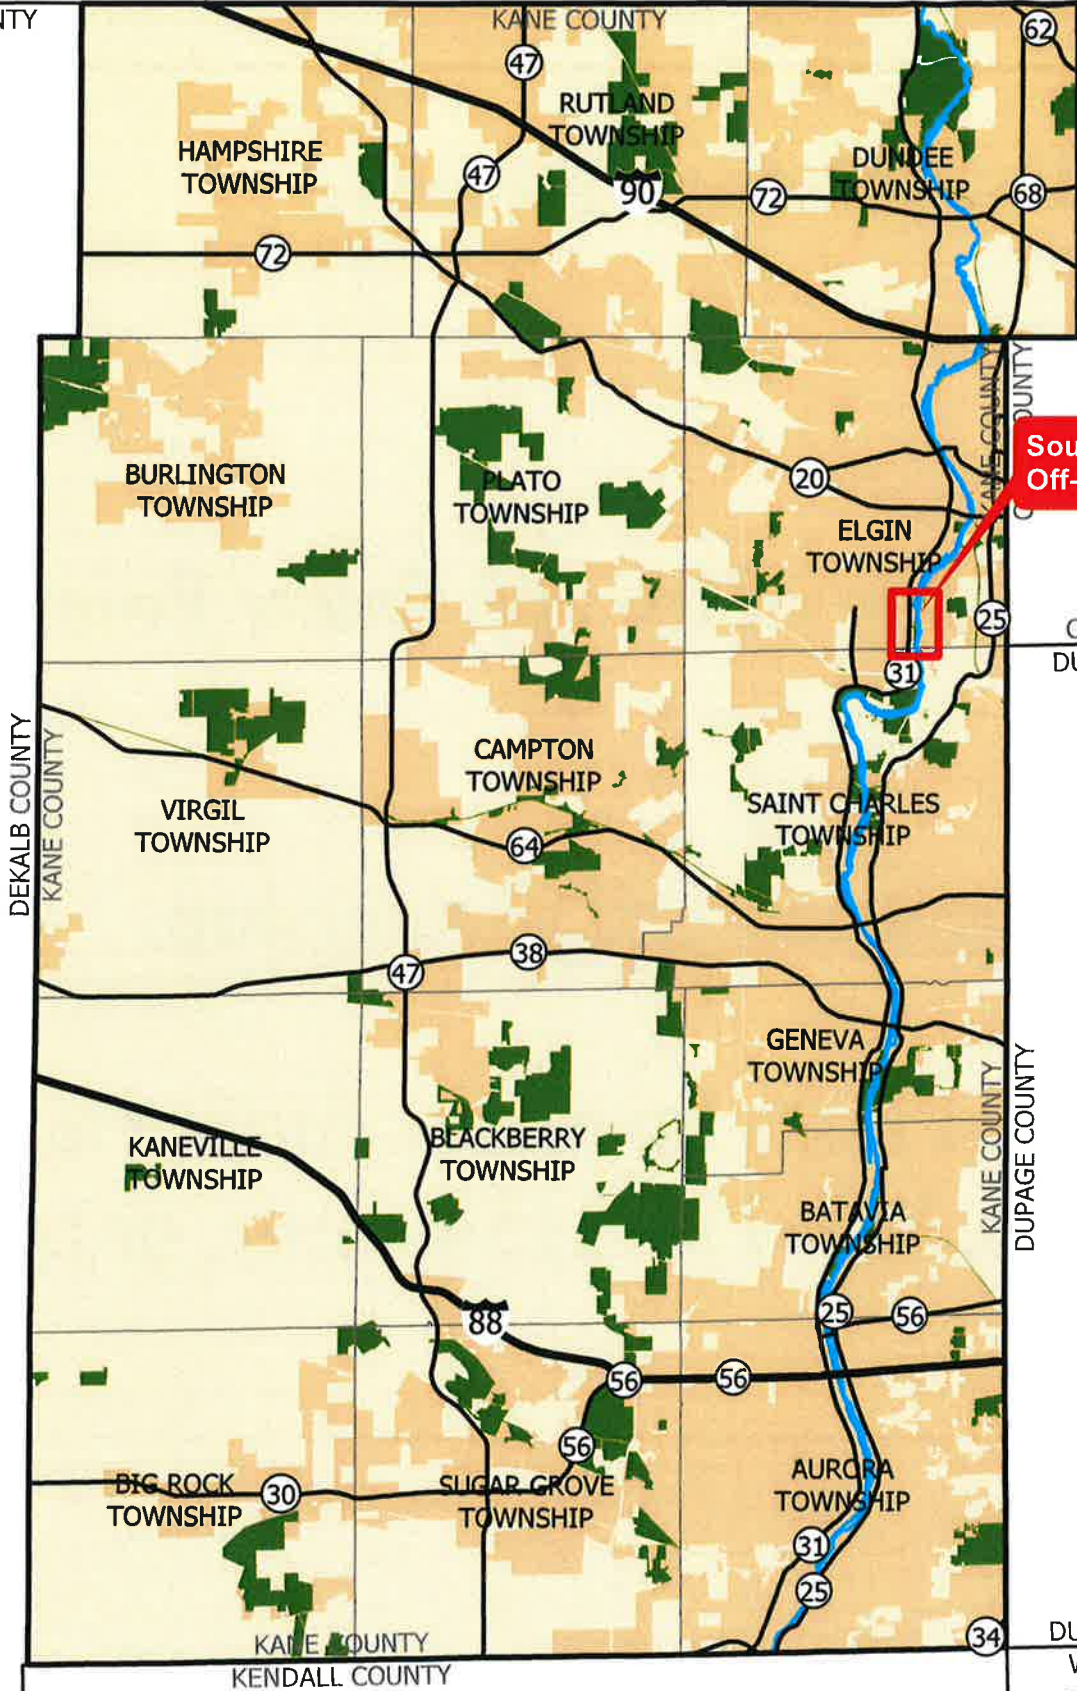 NTY
KANE COUNTY
62
47
RUTLAND
TOWNSHIP
HAMPSHIRE
TOWNSHIP
DUNDEE
TOWNSHIP
47
90
72
68
72
KANE COUNTY
OUNTY
Sou
Off-
BURLINGTON
TOWNSHIP
PLATO
TOWNSHIP
20
ELGIN
TOWNSHIP
25
DU
31
DEKALB COUNTY
KANE COUNTY
CAMPTON
TOWNSHIP
VIRGIL
TOWNSHIP
SAINT CHARLES
TOWNSHIP
64
38
47
GENEVA
TOWNSHIP
KANE COUNTY
DUPAGE COUNTY
KANEVILLE
TOWNSHIP
BLACKBERRY
TOWNSHIP
BATAVIA
TOWNSHIP
25
56
88
56
56
56
BIG ROCK
TOWNSHIP
30
SUGAR GROVE
TOWNSHIP
AURORA
TOWNSHIP
31
25
34
DU
KANE COUNTY
KENDALL COUNTY